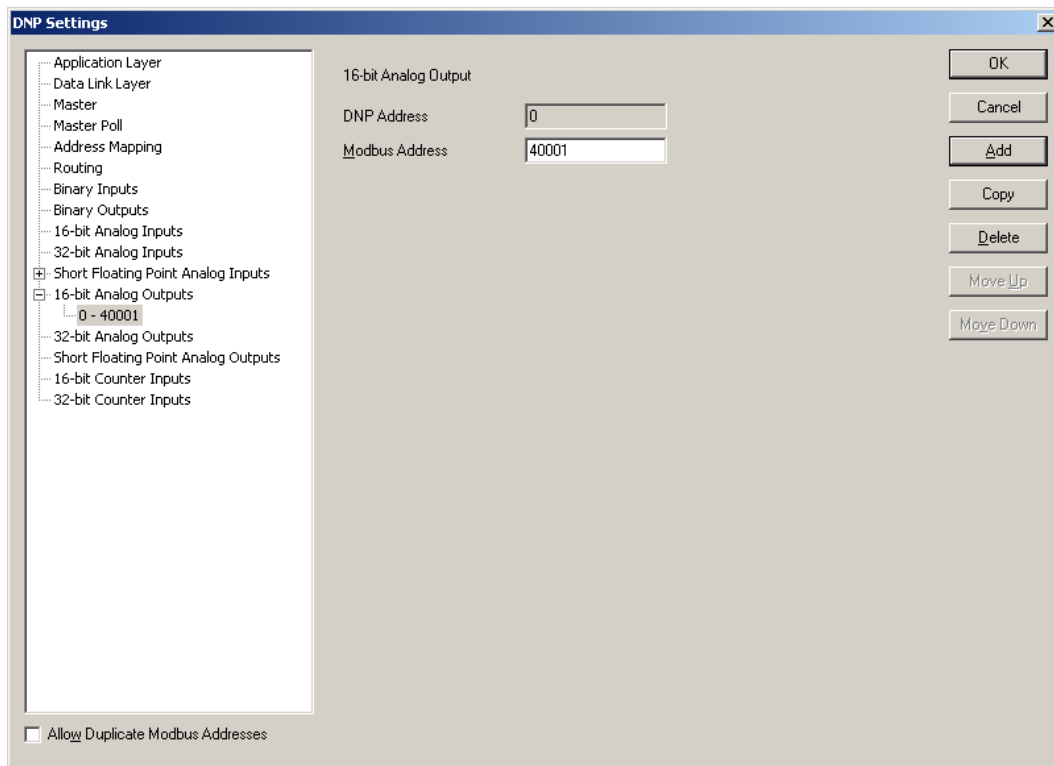 DNP Settings
Application Layer
Data Link Layer
Master
Master Poll
Address Mapping
Routing
Binary Inputs
Binary Outputs
16-bit Analog Inputs
32-bit Analog Inputs
Short Floating Point Analog Inputs
16-bit Analog Outputs
0 - 40001
32-bit Analog Outputs
Short Floating Point Analog Outputs
16-bit Counter Inputs
32-bit Counter Inputs
Allow Duplicate Modbus Addresses
16-bit Analog Output
DNP Address 0
Modbus Address 40001
OK
Cancel
Add
Copy
Delete
Move Up
Move Down